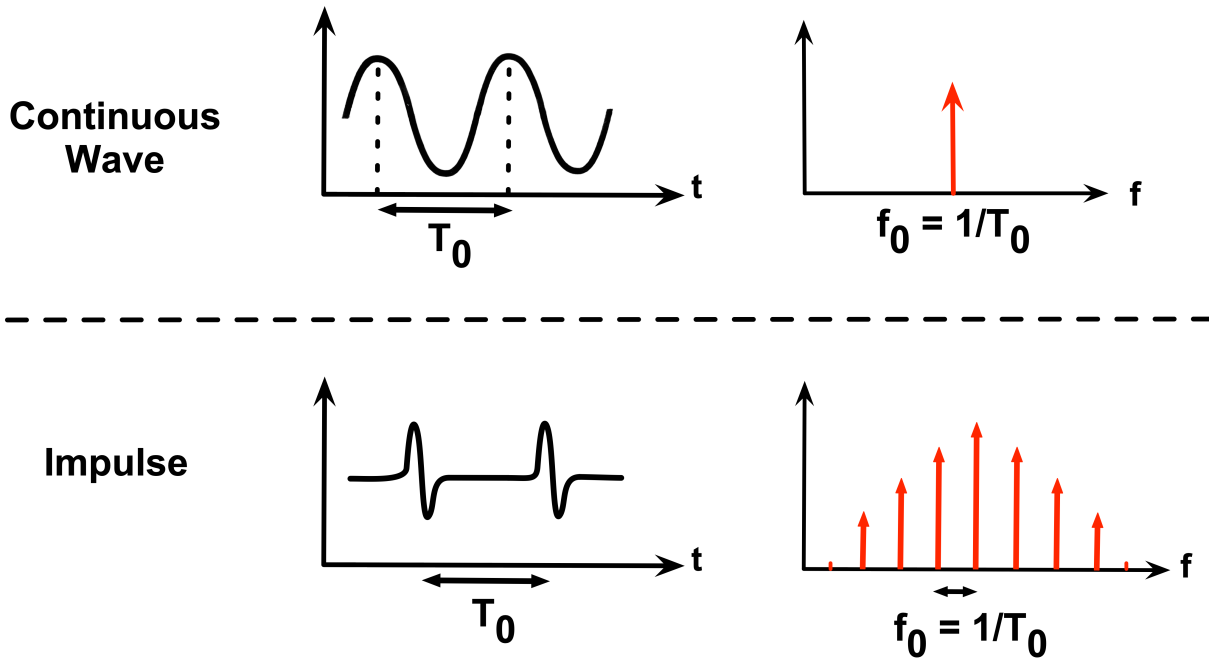 Continuous
Wave
t
T₀
f
f₀ = 1/T₀
Impulse
t
T₀
f
f₀ = 1/T₀